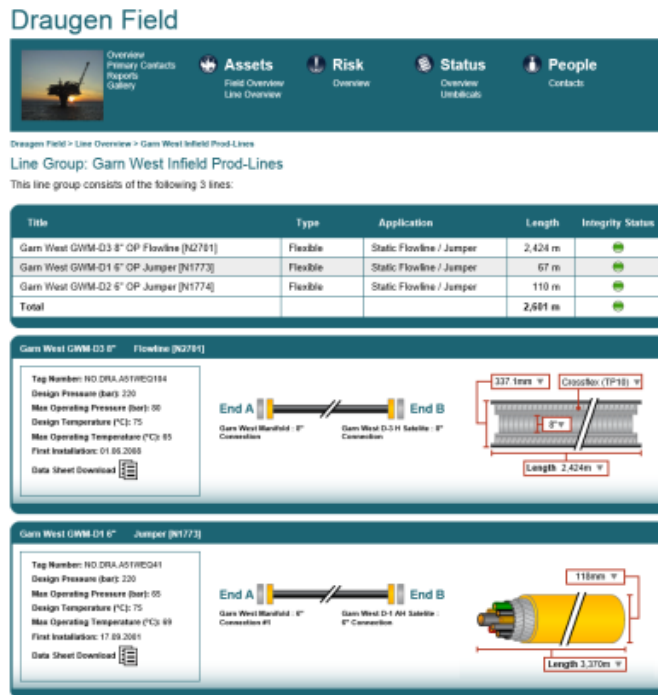 Draugen Field
Overview
Primary Contacts
Reports
Gallery
Assets
Field Overview
Line Overview
Risk
Overview
Status
Overview
Umbilicals
People
Contacts
Draugen Field > Line Overview > Garn West Infield Prod-Lines
Line Group: Garn West Infield Prod-Lines
This line group consists of the following 3 lines:
Title Type Application Length Integrity Status
Garn West GWM-D3 8" OP Flowline [N2701] Flexible Static Flowline / Jumper 2,424 m
Garn West GWM-D1 6" OP Jumper [N1773] Flexible Static Flowline / Jumper 67 m
Garn West GWM-D2 6" OP Jumper [N1774] Flexible Static Flowline / Jumper 110 m
Total 2,601 m
Garn West GWM-D3 8" Flowline [N2701]
Tag Number: NO.DRA.A51WEQ104
Design Pressure (bar): 220
Max Operating Pressure (bar): 80
Design Temperature (°C): 75
Max Operating Temperature (°C): 65
First Installation: 01.06.2008
Data Sheet Download
End A
Garn West Manifold : 8"
Connection
End B
Garn West D-3 H Satelite : 8"
Connection
337.1mm
Crossflex (TP10)
8"
Length 2,424m
Garn West GWM-D1 6" Jumper [N1773]
Tag Number: NO.DRA.A51WEQ41
Design Pressure (bar): 220
Max Operating Pressure (bar): 65
Design Temperature (°C): 75
Max Operating Temperature (°C): 69
First Installation: 17.09.2001
Data Sheet Download
End A
Garn West Manifold : 6"
Connection #1
End B
Garn West D-1 AH Satelite :
6" Connection
118mm
Length 3,370m